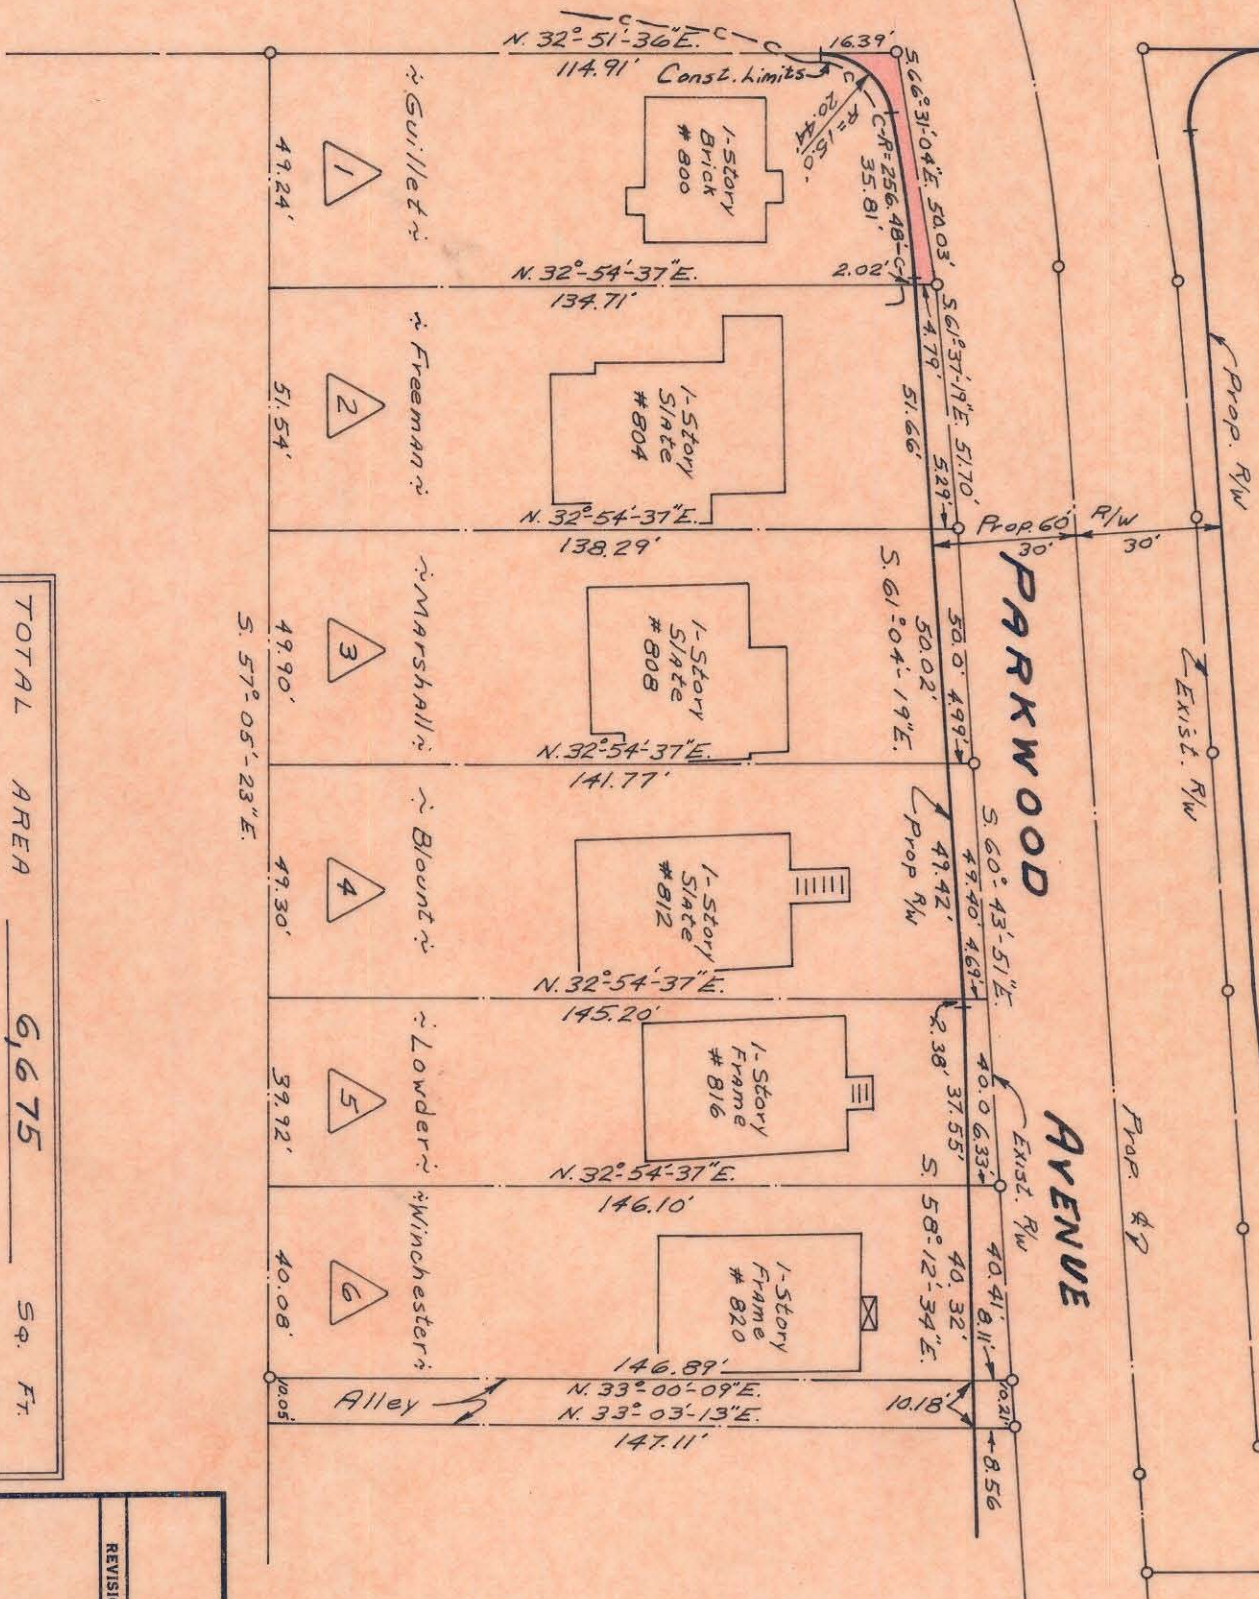 N. 32°-51'-36"E.
114.91'
16.39'
Const. Limits
C
C
C
C
R=15.0'
20.44'
S.66°31'-04"E. 50.03'
C-R=256.48'-C
35.81'
1-Story
Brick
# 800
~ Guillet ~
1
49.24'
N. 32°-54'-37"E.
134.71'
2.02'
4.79'
S.61°37'-19"E. 51.70'
51.66'
5.29'
1-Story
Slate
#804
~ Freeman ~
2
51.54'
N. 32°-54'-37"E.
138.29'
Prop. 60' R/W
30'
30'
Prop. R/W
Exist. R/W
S. 61°-04'-19"E.
50.0' 4.99'
50.02'
1-Story
Slate
# 808
~ Marshall ~
3
49.90'
S. 57°-05'-23"E.
N. 32°-54'-37"E.
141.77'
PARKWOOD
AVENUE
S. 60°-43'-51"E.
49.40' 4.69'
49.42'
Prop R/W
1-Story
Slate
#812
~ Blount ~
4
49.30'
N. 32°-54'-37"E.
145.20'
2.38' 37.55'
40.0 6.33'
Exist. R/W
Prop. ℄
1-Story
Frame
# 816
~ Lowder ~
5
39.92'
N. 32°-54'-37"E.
146.10'
S. 58°-12'-34"E.
40.32'
40.41' 8.11'
1-Story
Frame
# 820
~ Winchester ~
6
40.08'
146.89'
N. 33°-00'-09"E.
N. 33°-03'-13"E.
147.11'
Alley
10.05'
10.18'
10.21'
8.56
TOTAL AREA 6,675 Sq. Ft.
REVISI